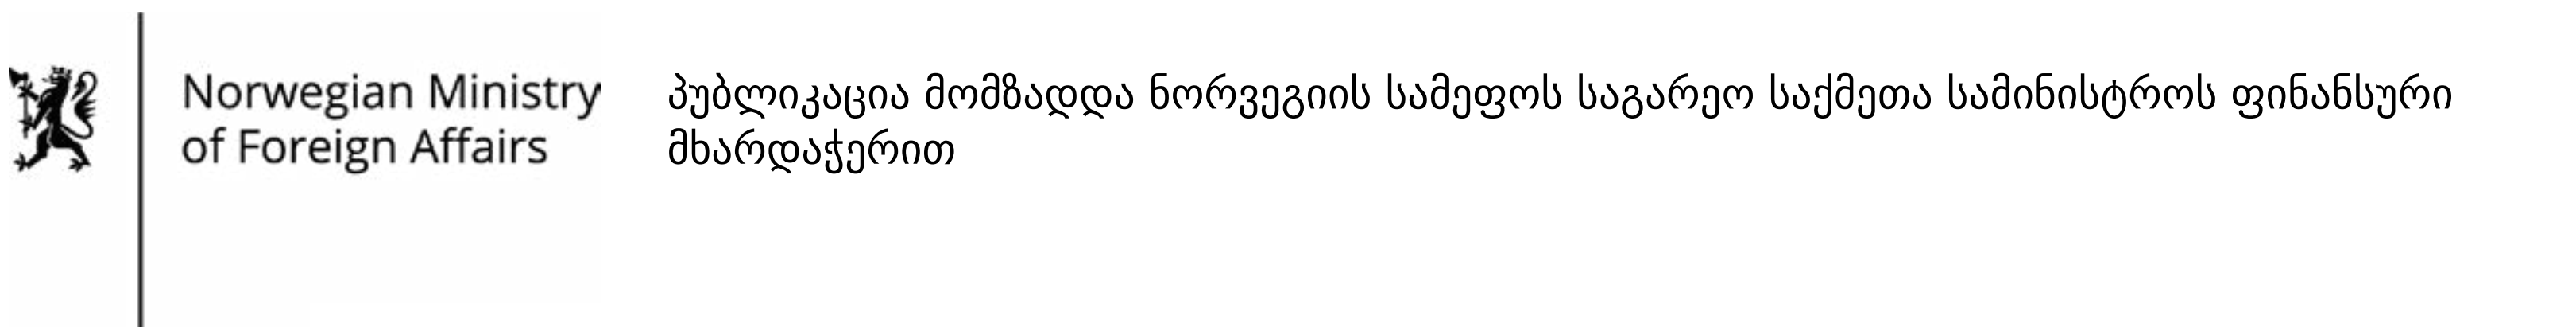 Norwegian Ministry
of Foreign Affairs
პუბლიკაცია მომზადდა ნორვეგიის სამეფოს საგარეო საქმეთა სამინისტროს ფინანსური
მხარდაჭერით